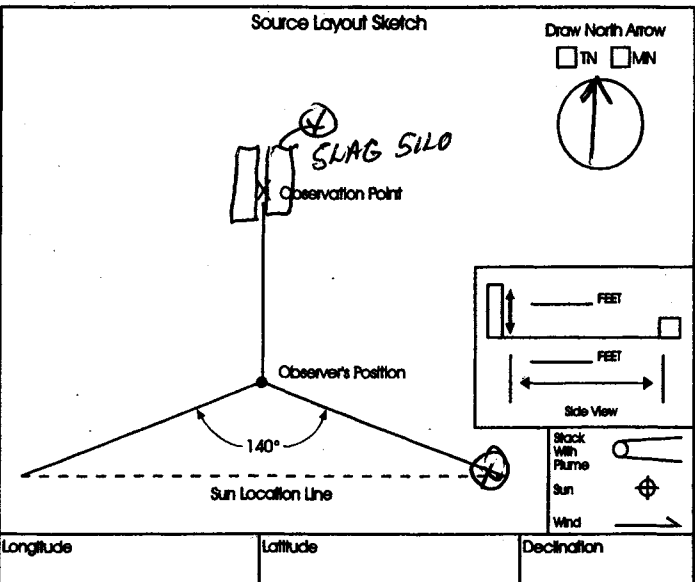 Source Layout Sketch
Draw North Arrow
TN MN
SLAG SILO
Observation Point
FEET
Observer's Position
FEET
140°
Side View
Stack
With
Plume
Sun
Wind
Sun Location Line
Longitude Latitude Declination